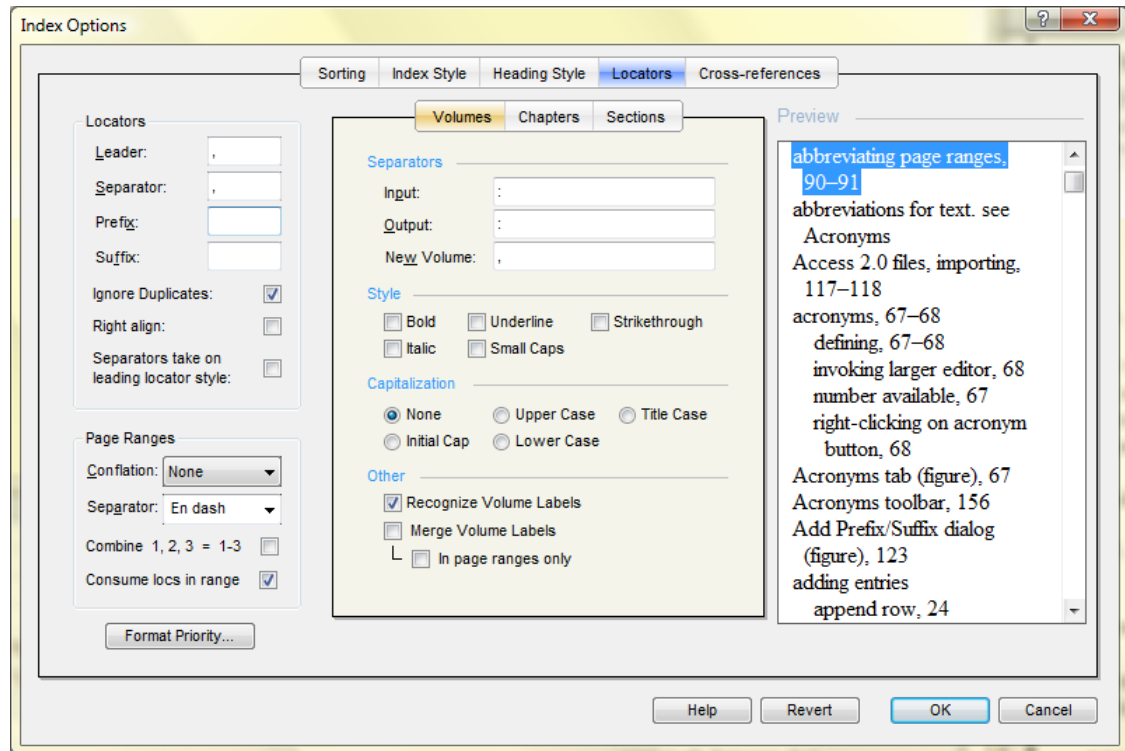 Index Options
?
X
Sorting Index Style Heading Style Locators Cross-references
Locators
Leader: ,
Separator: ,
Prefix:
Suffix:
Ignore Duplicates:
Right align:
Separators take on
leading locator style:
Page Ranges
Conflation: None
Separator: En dash
Combine 1, 2, 3 = 1-3
Consume locs in range
Format Priority...
Volumes Chapters Sections
Separators
Input: :
Output: :
New Volume: ,
Style
Bold Underline Strikethrough
Italic Small Caps
Capitalization
None Upper Case Title Case
Initial Cap Lower Case
Other
Recognize Volume Labels
Merge Volume Labels
In page ranges only
Preview
abbreviating page ranges,
90–91
abbreviations for text. see
Acronyms
Access 2.0 files, importing,
117–118
acronyms, 67–68
defining, 67–68
invoking larger editor, 68
number available, 67
right-clicking on acronym
button, 68
Acronyms tab (figure), 67
Acronyms toolbar, 156
Add Prefix/Suffix dialog
(figure), 123
adding entries
append row, 24
Help Revert OK Cancel